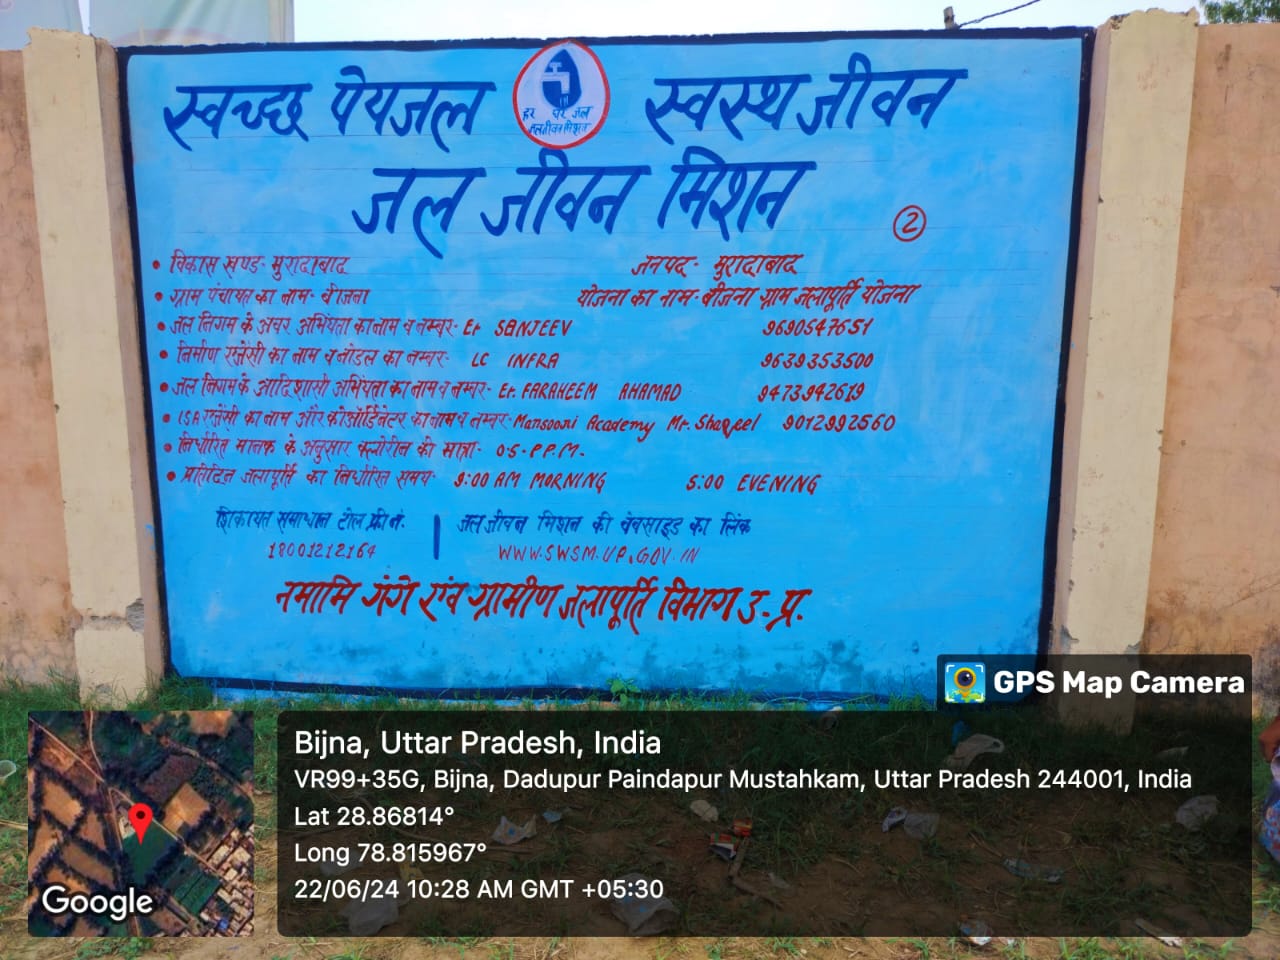 स्वच्छ पेयजल स्वस्थ जीवन
हर घर जल
जल जीवन मिशन
जल जीवन मिशन
2
• विकास खण्ड- मुरादाबाद जनपद- मुरादाबाद
• ग्राम पंचायत का नाम- बीजना योजना का नाम- बीजना ग्राम जलापूर्ति योजना
• जल निगम के अवर अभियंता का नाम व नम्बर- Er SANJEEV 9690547651
• निर्माण एजेंसी का नाम व नोडल का नम्बर- LC INFRA 9639353500
• जल निगम के आदिशासी अभियंता का नाम व नम्बर- Er. FARAHEEM AHAMAD 9473942619
• ISA एजेंसी का नाम और कोऑर्डिनेटर का नाम व नम्बर- Mansoori Academy Mr. Shaqeel 9012992560
• निर्धारित मानक के अनुसार क्लोरीन की मात्रा- 0.5- P.P.M.
• प्रतिदिन जलापूर्ति का निर्धारित समय- 9:00 AM MORNING 5:00 EVENING
शिकायत समाधान टोल फ्री नं. | जल जीवन मिशन की वेबसाइड का लिंक
18001212164 WWW.SWSM.UP.GOV.IN
नमामि गंगे एंव ग्रामीण जलापूर्ति विभाग उ.प्र.
GPS Map Camera
Bijna, Uttar Pradesh, India
VR99+35G, Bijna, Dadupur Paindapur Mustahkam, Uttar Pradesh 244001, India
Lat 28.86814°
Long 78.815967°
22/06/24 10:28 AM GMT +05:30
Google